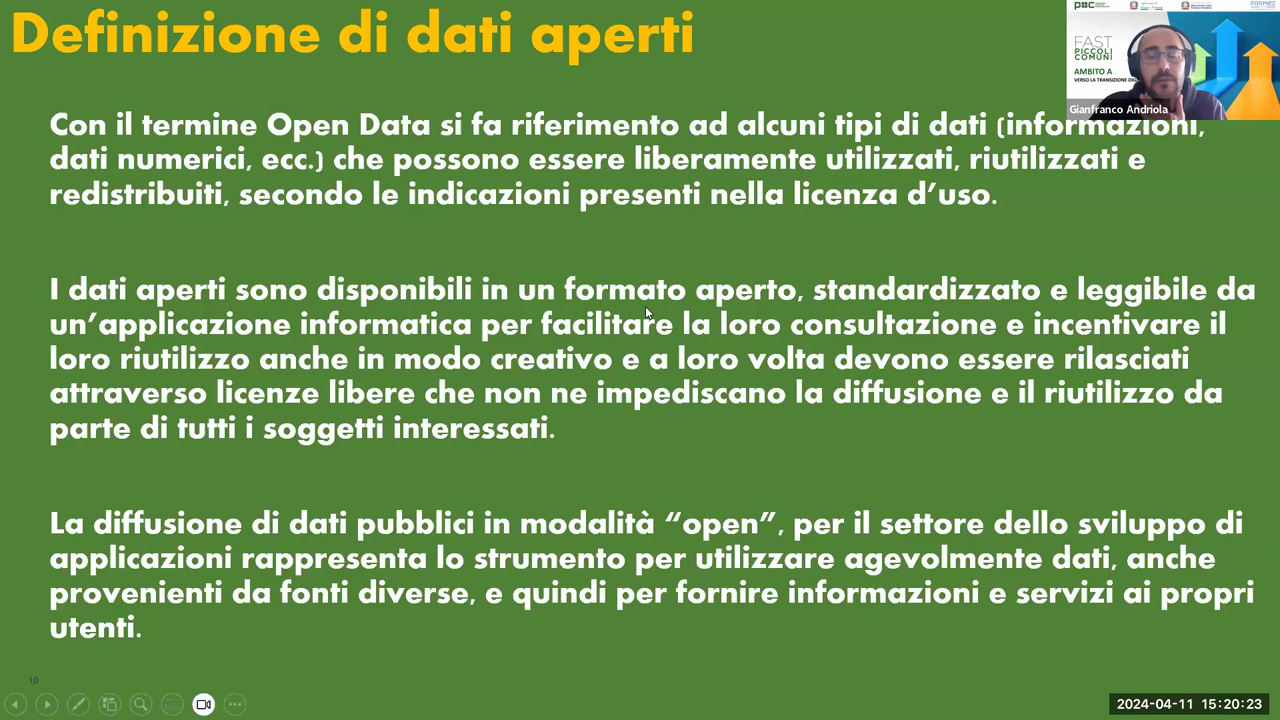 Definizione di dati aperti
FORMEZ
FAST
PICCOLI
COMUNI
AMBITO A
VERSO LA TRANSIZIONE DIG
Gianfranco Andriola
Con il termine Open Data si fa riferimento ad alcuni tipi di dati (informazioni,
dati numerici, ecc.) che possono essere liberamente utilizzati, riutilizzati e
redistribuiti, secondo le indicazioni presenti nella licenza d’uso.
I dati aperti sono disponibili in un formato aperto, standardizzato e leggibile da
un’applicazione informatica per facilitare la loro consultazione e incentivare il
loro riutilizzo anche in modo creativo e a loro volta devono essere rilasciati
attraverso licenze libere che non ne impediscano la diffusione e il riutilizzo da
parte di tutti i soggetti interessati.
La diffusione di dati pubblici in modalità “open”, per il settore dello sviluppo di
applicazioni rappresenta lo strumento per utilizzare agevolmente dati, anche
provenienti da fonti diverse, e quindi per fornire informazioni e servizi ai propri
utenti.
10
2024-04-11 15:20:23